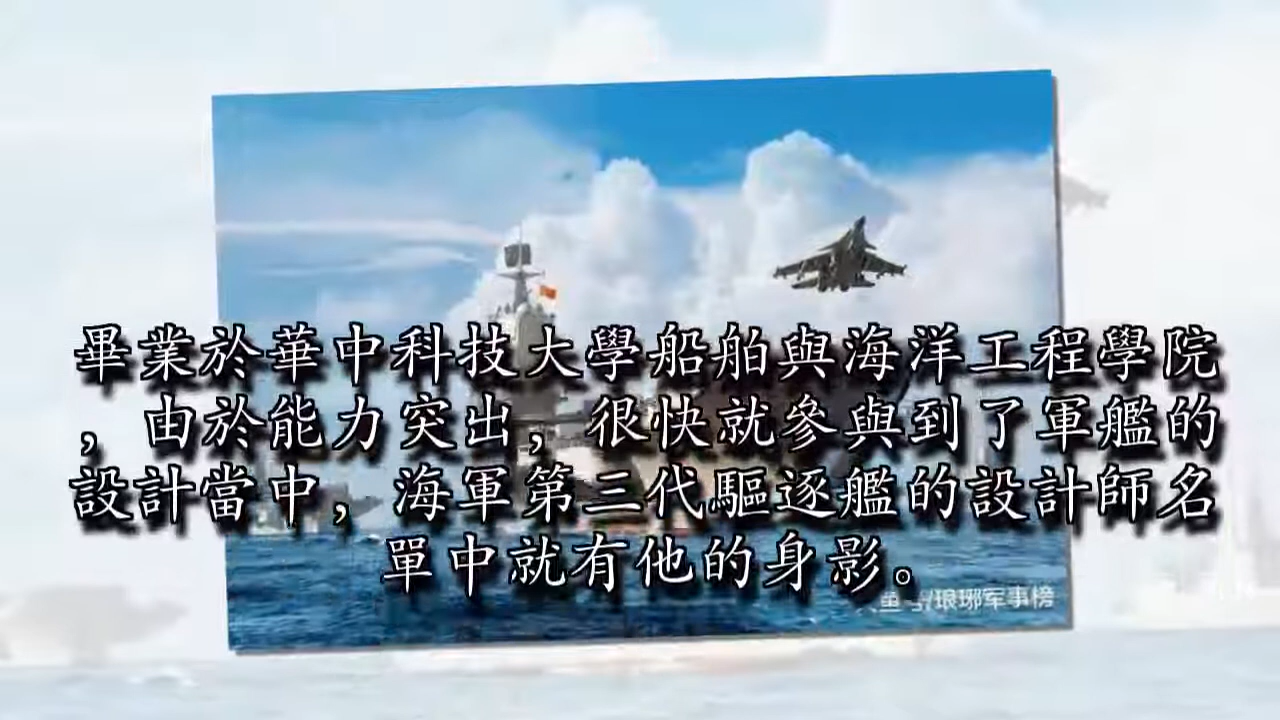 畢業於華中科技大學船舶與海洋工程學院
，由於能力突出，很快就參與到了軍艦的
設計當中，海軍第三代驅逐艦的設計師名
單中就有他的身影。
琅琊军事榜